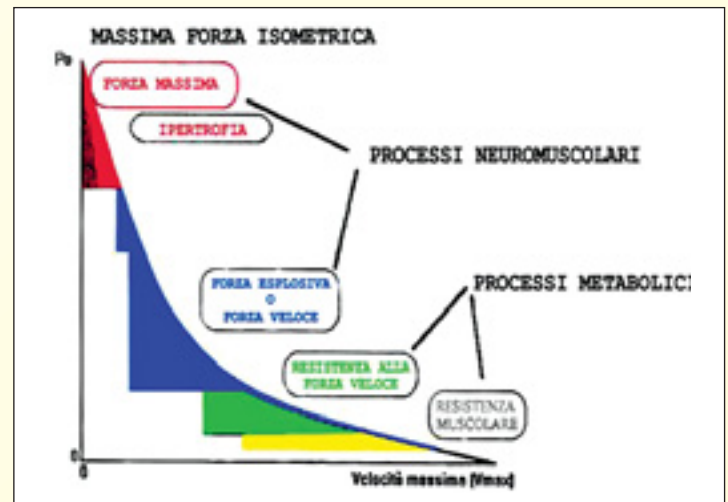 MASSIMA FORZA ISOMETRICA
Po
FORZA MASSIMA
IPERTROFIA
PROCESSI NEUROMUSCOLARI
FORZA ESPLOSIVA
O
FORZA VELOCE
PROCESSI METABOLICI
RESISTENZA ALLA
FORZA VELOCE
RESISTENZA
MUSCOLARE
0
0
Velocità massima (Vmax)